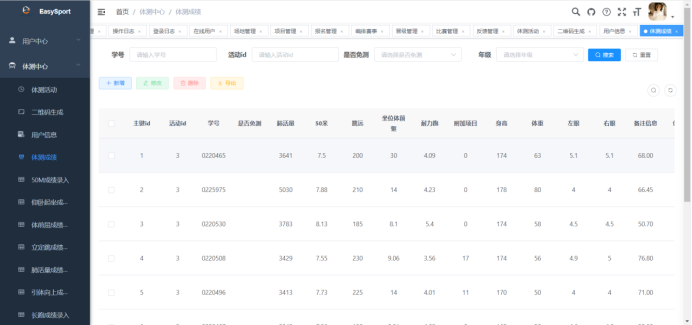 EasySport
首页 / 体测中心 / 体测成绩
操作日志 × 登录日志 × 在线用户 × 场地管理 × 项目管理 × 报名管理 × 编排赛事 × 赛程管理 × 比赛管理 × 反馈管理 × 体测活动 × 二维码生成 × 用户信息 × 体测成绩 ×
用户中心
体测中心
体测活动
二维码生成
用户信息
体测成绩
50M成绩录入
仰卧起坐成绩...
体前屈成绩...
立定跳成绩...
肺活量成绩...
引体向上成...
长跑成绩录入
学号 请输入学号 活动id 请输入活动id 是否免测 请选择是否免测 年级 请选择年级 搜索 重置
+ 新增 修改 删除 导出
主键id 活动id 学号 是否免测 肺活量 50米 跳远 坐位体前屈 耐力跑 附加项目 身高 体重 左眼 右眼 备注信息
1 3 0220465 3641 7.5 200 30 4.09 0 174 63 5.1 5.1 68.00
2 3 0225975 5030 7.88 210 14 4.23 0 178 80 4 4 66.45
3 3 0220530 3783 8.13 185 8.1 5.4 0 174 58 4.5 4.5 50.70
4 3 0220508 3429 7.55 230 9.06 3.56 17 174 56 4.9 5 76.80
5 3 0220496 3413 7.73 225 14 4.01 11 170 50 4 4 71.00